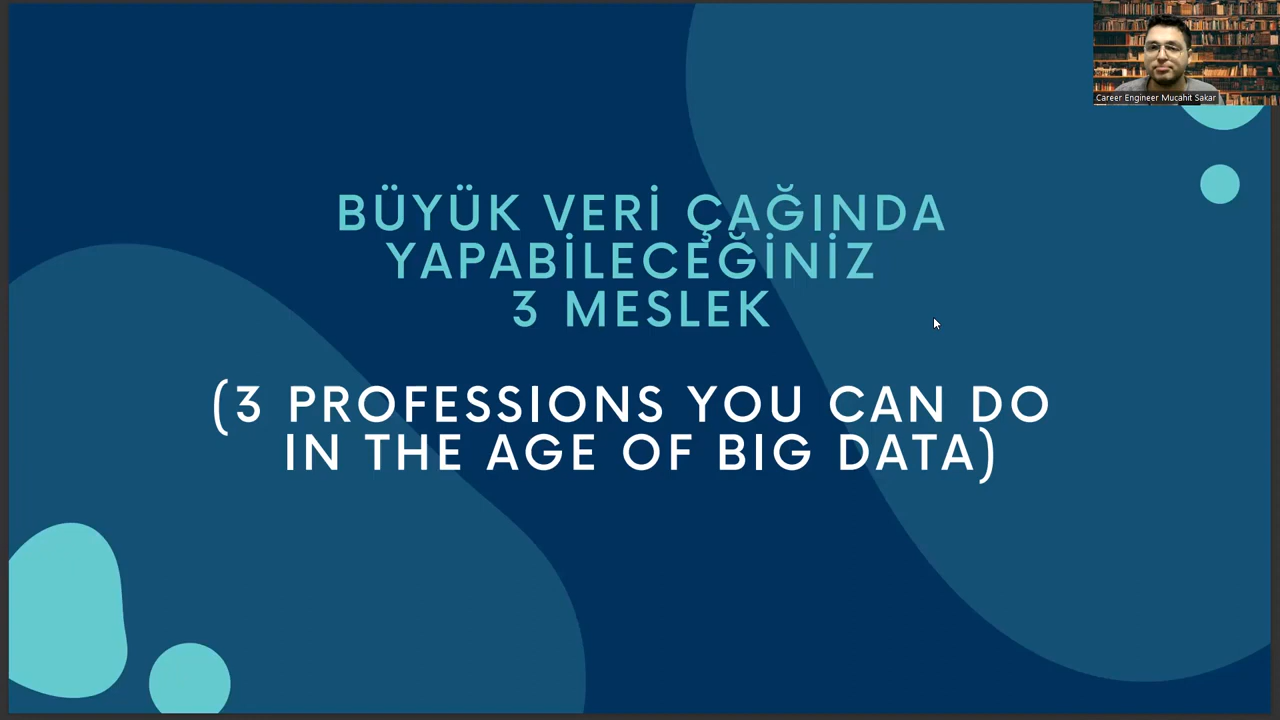 Career Engineer Mucahit Sakar
BÜYÜK VERİ ÇAĞINDA
YAPABİLECEĞİNİZ
3 MESLEK
(3 PROFESSIONS YOU CAN DO
IN THE AGE OF BIG DATA)